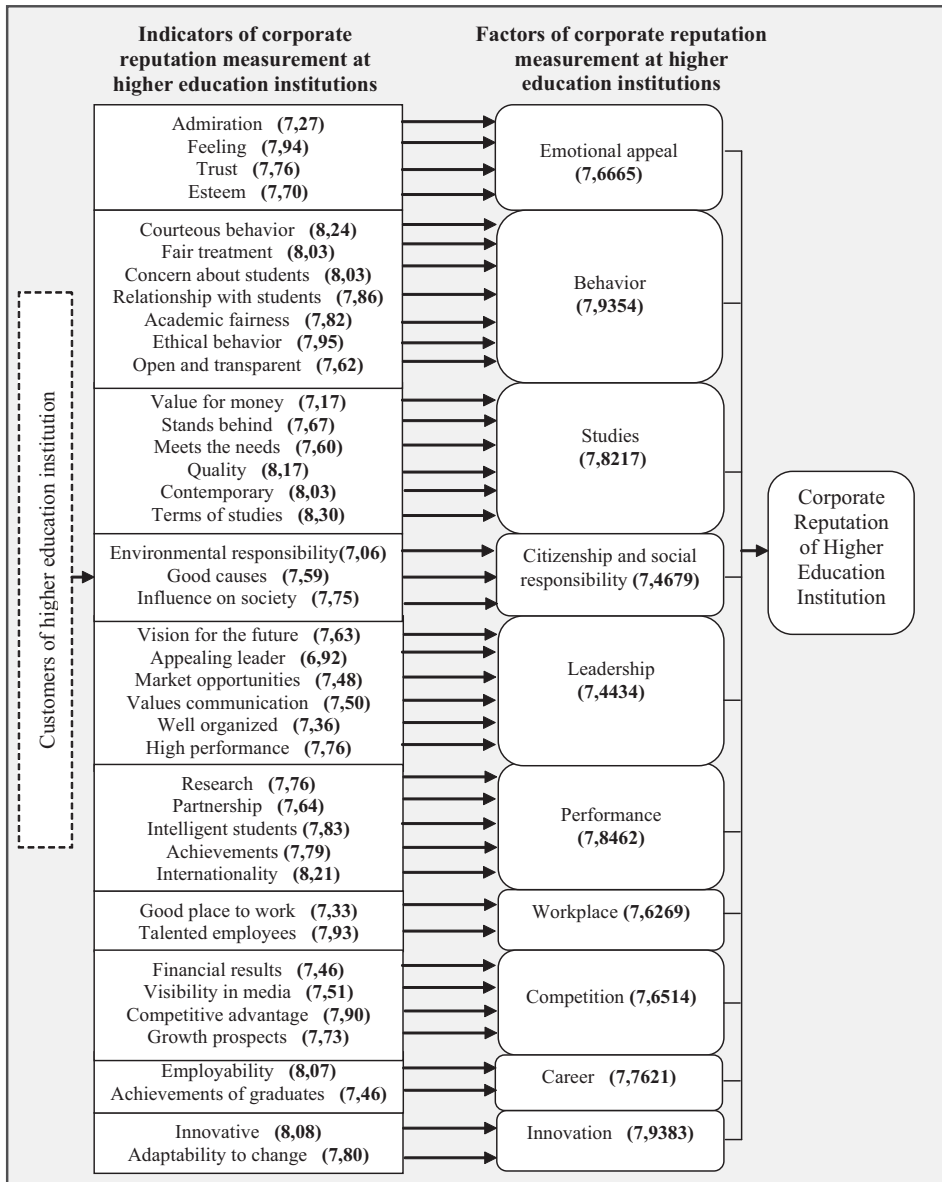 Indicators of corporate
reputation measurement at
higher education institutions
Factors of corporate reputation
measurement at higher
education institutions
Customers of higher education institution
Admiration (7,27)
Feeling (7,94)
Trust (7,76)
Esteem (7,70)
Emotional appeal
(7,6665)
Courteous behavior (8,24)
Fair treatment (8,03)
Concern about students (8,03)
Relationship with students (7,86)
Academic fairness (7,82)
Ethical behavior (7,95)
Open and transparent (7,62)
Behavior
(7,9354)
Value for money (7,17)
Stands behind (7,67)
Meets the needs (7,60)
Quality (8,17)
Contemporary (8,03)
Terms of studies (8,30)
Studies
(7,8217)
Environmental responsibility(7,06)
Good causes (7,59)
Influence on society (7,75)
Citizenship and social
responsibility (7,4679)
Vision for the future (7,63)
Appealing leader (6,92)
Market opportunities (7,48)
Values communication (7,50)
Well organized (7,36)
High performance (7,76)
Leadership
(7,4434)
Research (7,76)
Partnership (7,64)
Intelligent students (7,83)
Achievements (7,79)
Internationality (8,21)
Performance
(7,8462)
Good place to work (7,33)
Talented employees (7,93)
Workplace (7,6269)
Financial results (7,46)
Visibility in media (7,51)
Competitive advantage (7,90)
Growth prospects (7,73)
Competition (7,6514)
Employability (8,07)
Achievements of graduates (7,46)
Career (7,7621)
Innovative (8,08)
Adaptability to change (7,80)
Innovation (7,9383)
Corporate
Reputation
of Higher
Education
Institution